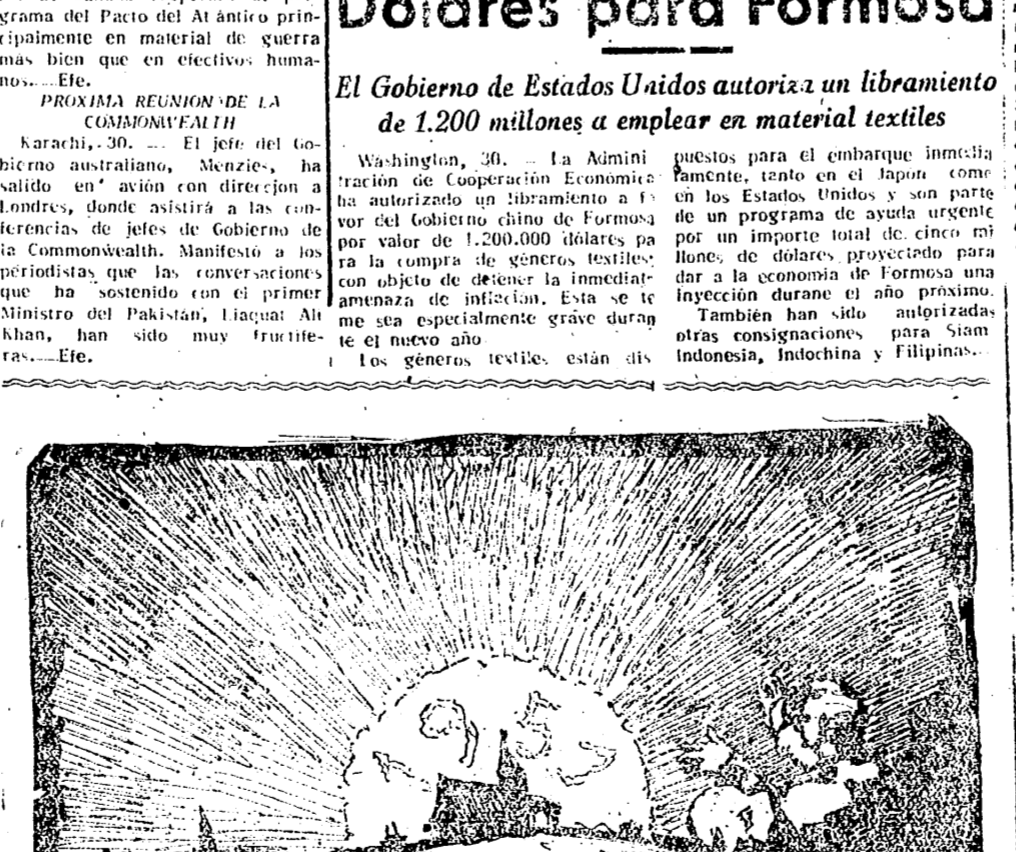 grama del Pacto del Atántico prin-
cipalmente en material de guerra
más bien que en efectivos huma-
nos.....Efe.
PROXIMA REUNION DE LA
COMMONWEALTH
Karachi, 30. — El jefe del Go-
bierno australiano, Menzies, ha
salido en avión con direccjon a
Londres, donde asistirá a las con-
ferencias de jefes de Gobierno de
la Commonwealth. Manifestó a los
periodistas que las conversaciones
que ha sostenido con el primer
Ministro del Pakistán, Liaquat Ali
Khan, han sido muy fructife-
ras.....Efe.
Dólares para Formosa
El Gobierno de Estados Unidos autoriza un libramiento
de 1.200 millones a emplear en material textiles
Washington, 30. — La Admini
tración de Cooperación Económica
ha autorizado un libramiento a f
vor del Gobierno chino de Formosa
por valor de 1.200.000 dólares pa
ra la compra de géneros textiles
con objeto de detener la inmediat
amenaza de inflación. Esta se te
me sea especialmente grave duran
te el nuevo año
Los géneros textiles están dis
puestos para el embarque inmedia
tamente, tanto en el Japón como
en los Estados Unidos y son parte
de un programa de ayuda urgente
por un importe total de cinco mi
llones de dólares proyectado para
dar a la economía de Formosa una
inyección durane el año próximo.
También han sido autorizadas
otras consignaciones para Siam
Indonesia, Indochina y Filipinas...